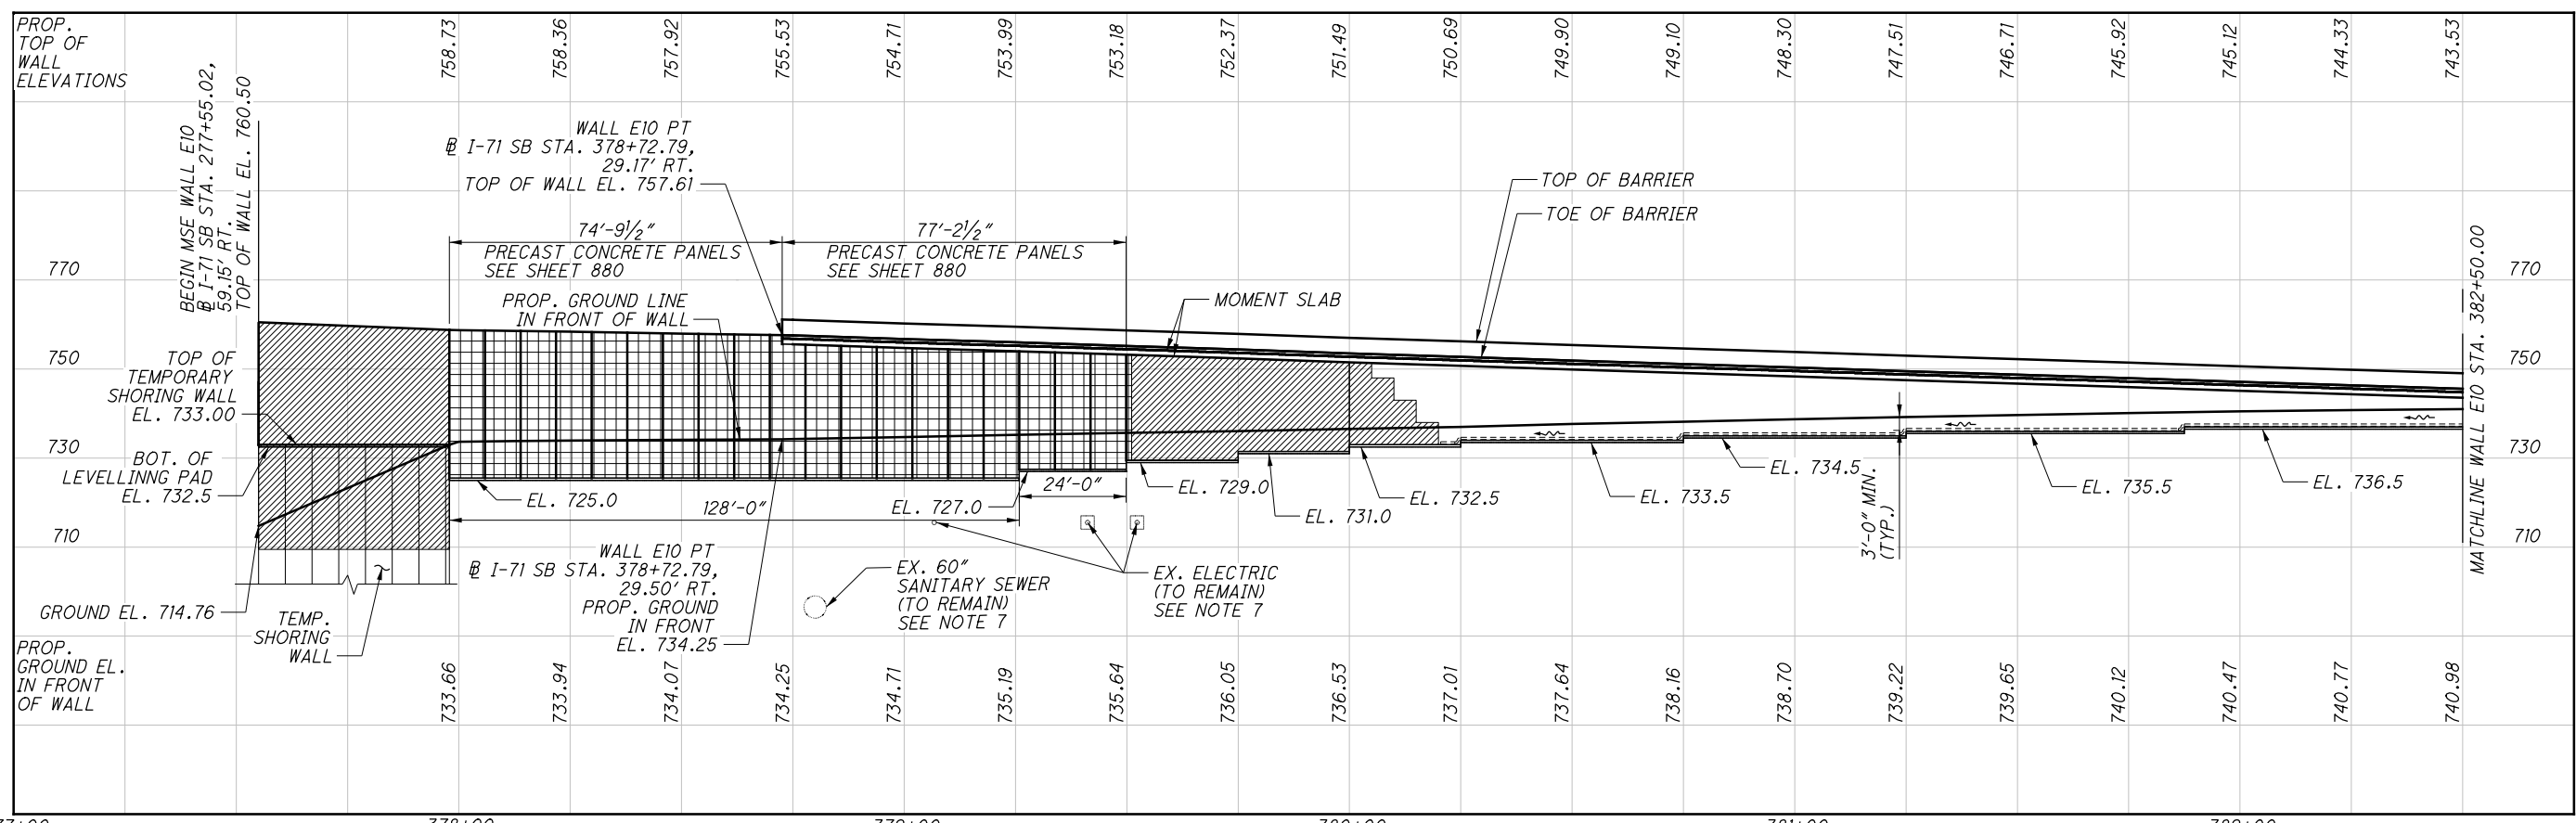 PROP.
TOP OF
WALL
ELEVATIONS
758.73
758.36
757.92
755.53
754.71
753.99
753.18
752.37
751.49
750.69
749.90
749.10
748.30
747.51
746.71
745.92
745.12
744.33
743.53
BEGIN MSE WALL E10
℄ I-71 SB STA. 277+55.02,
59.15' RT.
TOP OF WALL EL. 760.50
WALL E10 PT
℄ I-71 SB STA. 378+72.79,
29.17' RT.
TOP OF WALL EL. 757.61
TOP OF BARRIER
TOE OF BARRIER
74'-9½"
PRECAST CONCRETE PANELS
SEE SHEET 880
77'-2½"
PRECAST CONCRETE PANELS
SEE SHEET 880
PROP. GROUND LINE
IN FRONT OF WALL
MOMENT SLAB
770
750
730
710
770
750
730
710
TOP OF
TEMPORARY
SHORING WALL
EL. 733.00
BOT. OF
LEVELLINNG PAD
EL. 732.5
GROUND EL. 714.76
TEMP.
SHORING
WALL
EL. 725.0
128'-0"
EL. 727.0
24'-0"
EL. 729.0
EL. 731.0
EL. 732.5
EL. 733.5
EL. 734.5
3'-0" MIN.
(TYP.)
EL. 735.5
EL. 736.5
MATCHLINE WALL E10 STA. 382+50.00
WALL E10 PT
℄ I-71 SB STA. 378+72.79,
29.50' RT.
PROP. GROUND
IN FRONT
EL. 734.25
EX. 60"
SANITARY SEWER
(TO REMAIN)
SEE NOTE 7
EX. ELECTRIC
(TO REMAIN)
SEE NOTE 7
PROP.
GROUND EL.
IN FRONT
OF WALL
733.66
733.94
734.07
734.25
734.71
735.19
735.64
736.05
736.53
737.01
737.64
738.16
738.70
739.22
739.65
740.12
740.47
740.77
740.98